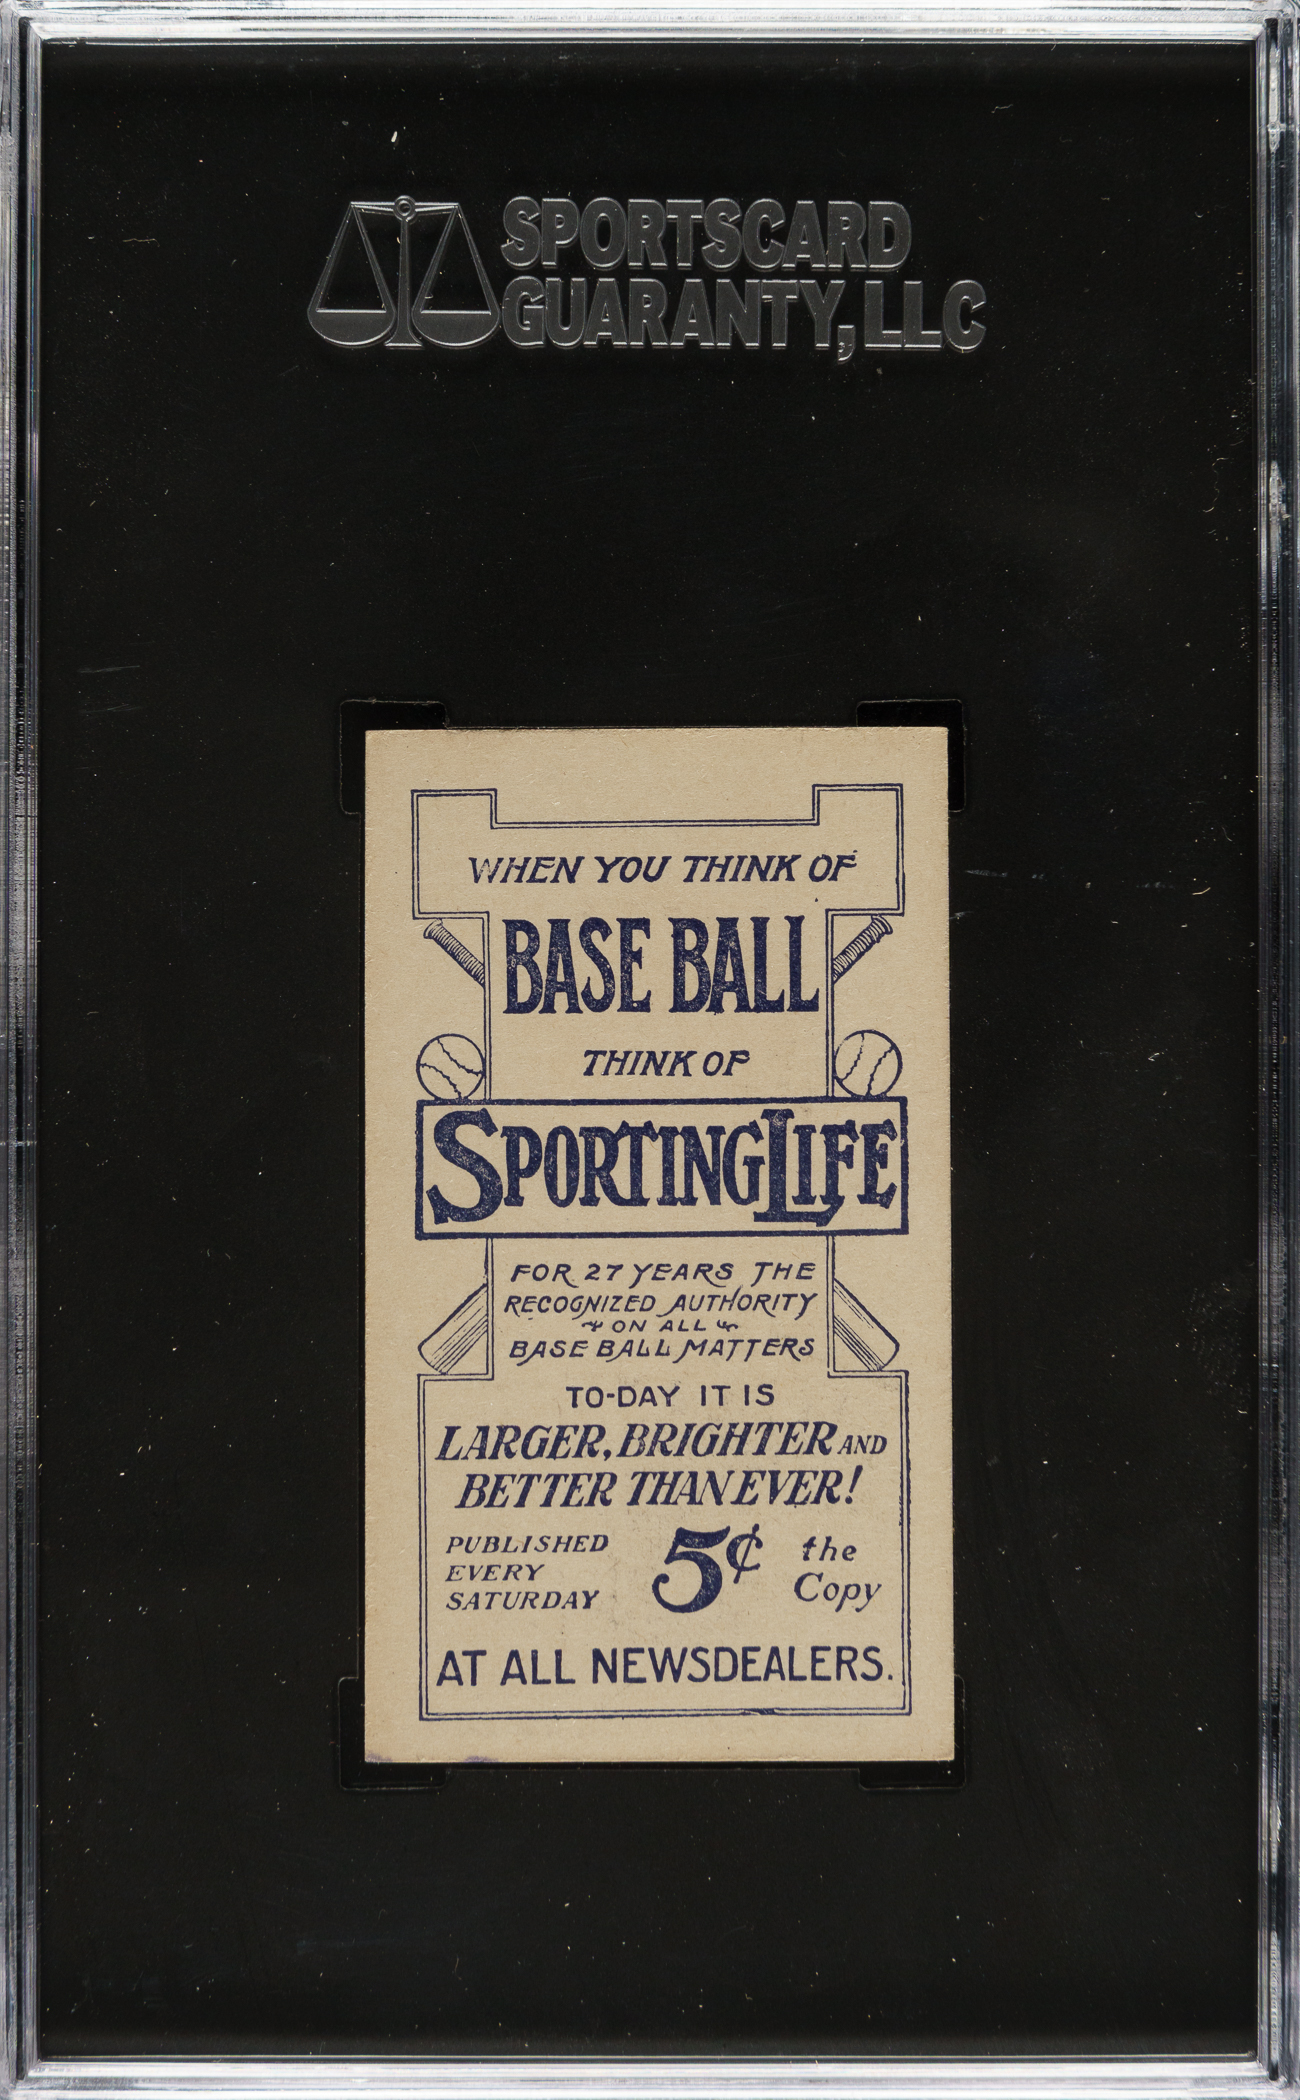 SPORTSCARD
GUARANTY, LLC
WHEN YOU THINK OF
BASE BALL
THINK OF
SPORTING LIFE
FOR 27 YEARS THE
RECOGNIZED AUTHORITY
ON ALL
BASE BALL MATTERS
TO-DAY IT IS
LARGER, BRIGHTER AND
BETTER THAN EVER!
PUBLISHED
EVERY
SATURDAY
5¢ the
Copy
AT ALL NEWSDEALERS.